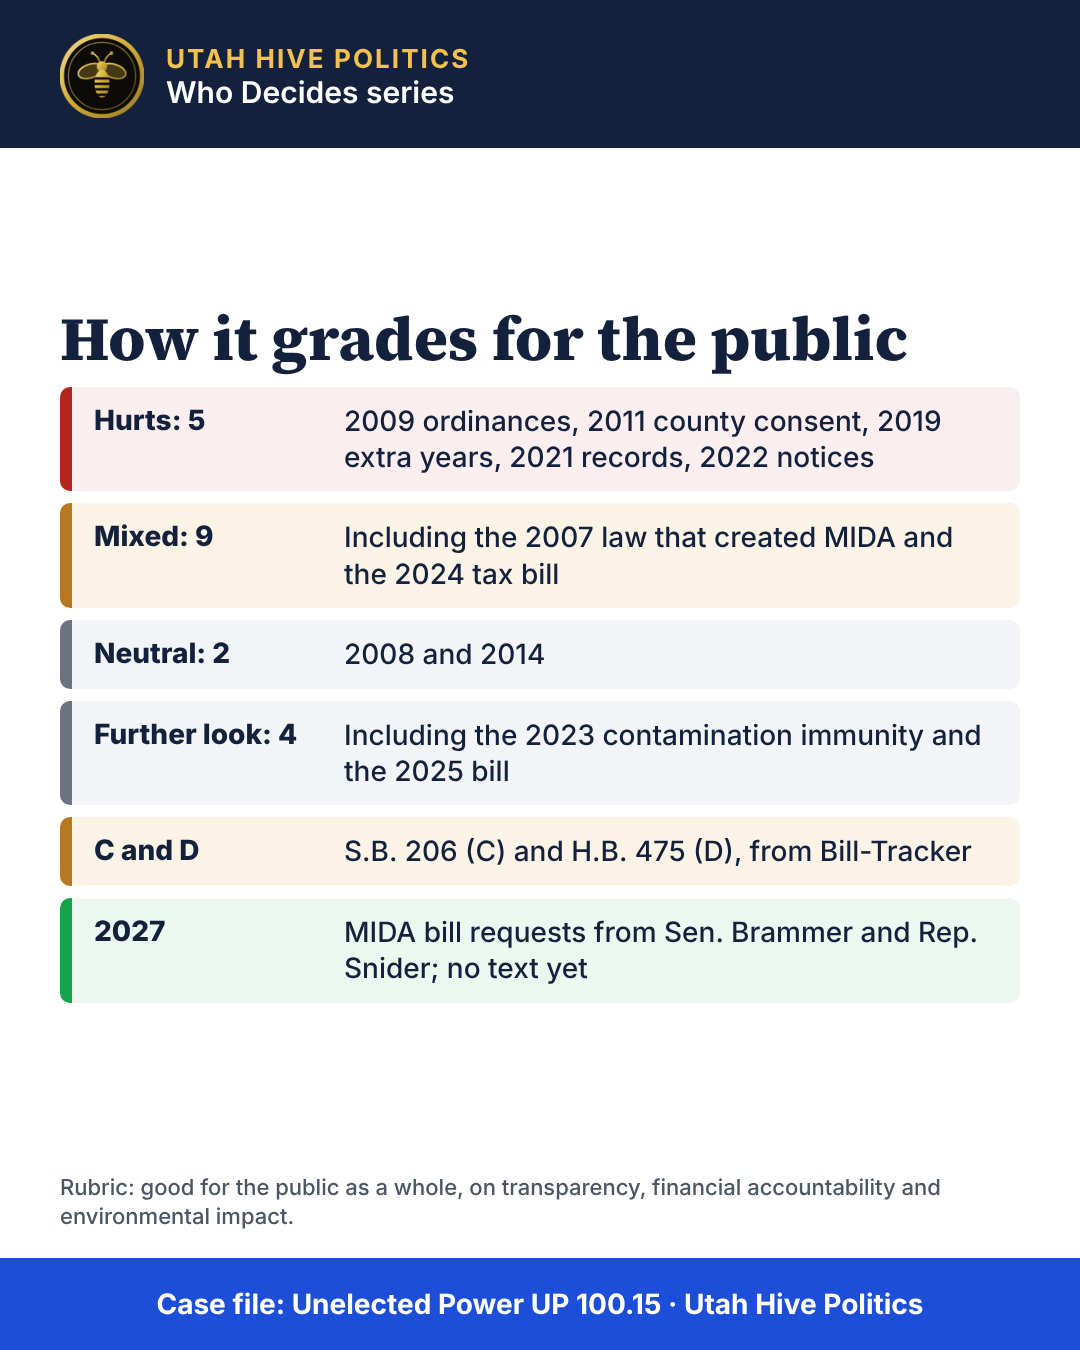 UTAH HIVE POLITICS
Who Decides series
How it grades for the public
Hurts: 5
2009 ordinances, 2011 county consent, 2019
extra years, 2021 records, 2022 notices
Mixed: 9
Including the 2007 law that created MIDA and
the 2024 tax bill
Neutral: 2
2008 and 2014
Further look: 4
Including the 2023 contamination immunity and
the 2025 bill
C and D
S.B. 206 (C) and H.B. 475 (D), from Bill-Tracker
2027
MIDA bill requests from Sen. Brammer and Rep.
Snider; no text yet
Rubric: good for the public as a whole, on transparency, financial accountability and
environmental impact.
Case file: Unelected Power UP 100.15 · Utah Hive Politics